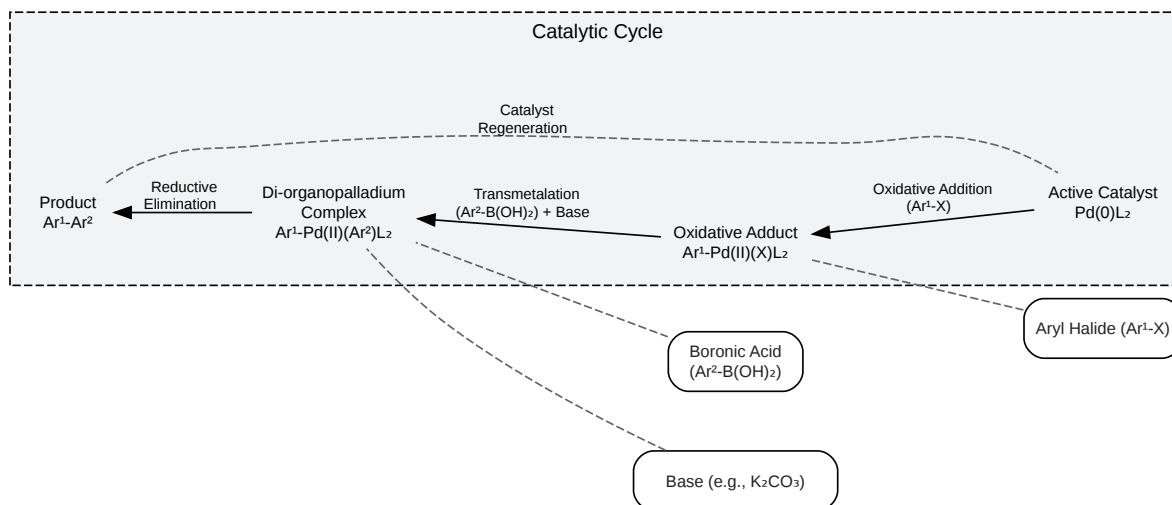 Catalytic Cycle
Catalyst
Regeneration
Product
Ar¹-Ar²
Reductive
Elimination
Di-organopalladium
Complex
Ar¹-Pd(II)(Ar²)L₂
Transmetalation
(Ar²-B(OH)₂) + Base
Oxidative Adduct
Ar¹-Pd(II)(X)L₂
Oxidative Addition
(Ar¹-X)
Active Catalyst
Pd(0)L₂
Aryl Halide (Ar¹-X)
Boronic Acid
(Ar²-B(OH)₂)
Base (e.g., K₂CO₃)